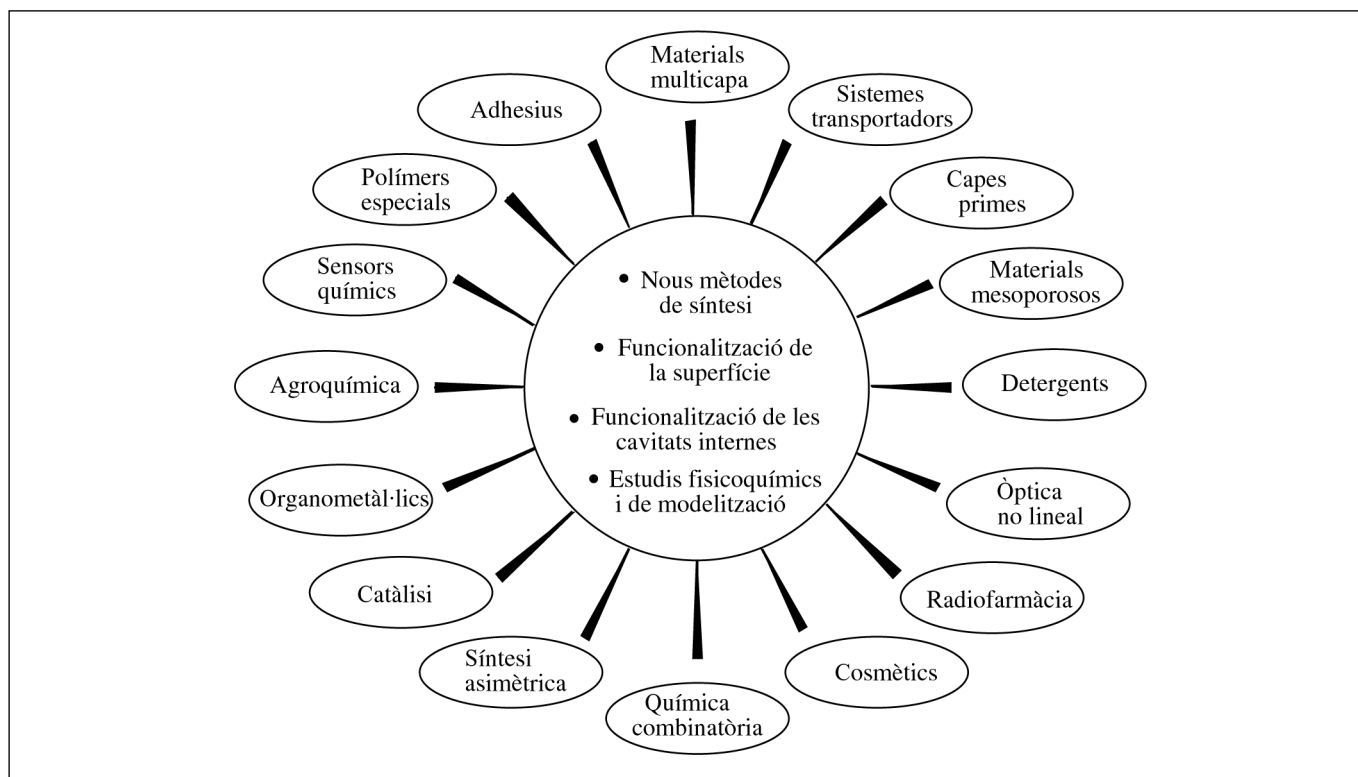 Materials
multicapa
Sistemes
transportadors
Capes
primes
Materials
mesoporosos
Detergents
Òptica
no lineal
Radiofarmàcia
Cosmètics
Química
combinatòria
Síntesi
asimètrica
Catàlisi
Organometàl·lics
Agroquímica
Sensors
químics
Polímers
especials
Adhesius
• Nous mètodes
de síntesi
• Funcionalització de
la superfície
• Funcionalització de les
cavitats internes
• Estudis fisicoquímics
i de modelització